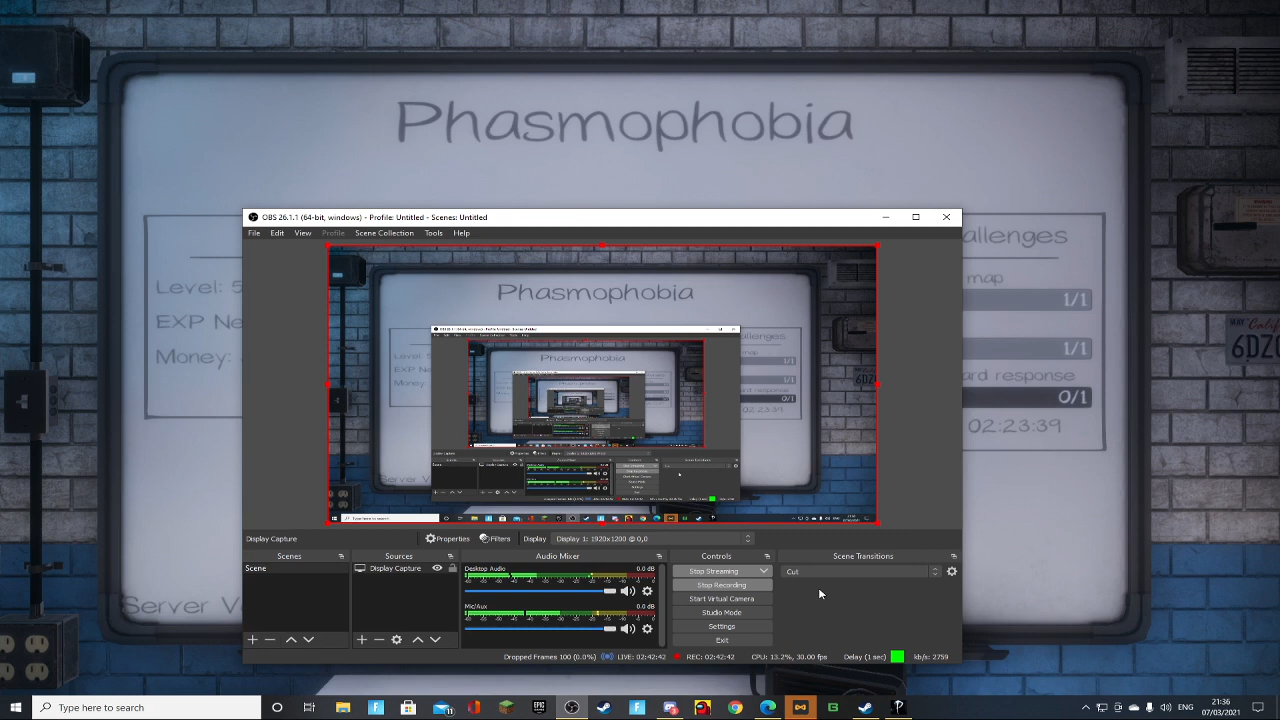 Phasmophobia
OBS 26.1.1 (64-bit, windows) - Profile: Untitled - Scenes: Untitled
File Edit View Profile Scene Collection Tools Help
Level: 5
EXP Ne
Money:
Server V
allenges
map
1/1
1/1
ard response
0/1
02:23:39
6DZ
Phasmophobia
Display Capture Properties Filters Display Display 1: 1920x1200 @ 0,0
Scenes Sources Audio Mixer Controls Scene Transitions
Scene
Display Capture
Desktop Audio 0.0 dB
Mic/Aux 0.0 dB
Stop Streaming
Stop Recording
Start Virtual Camera
Studio Mode
Settings
Exit
Cut
Dropped Frames 100 (0.0%) LIVE: 02:42:42 REC: 02:42:42 CPU: 13.2%, 30.00 fps Delay (1 sec) kb/s: 2759
Type here to search
EPIC GAMES
11
ENG
21:36
07/03/2021